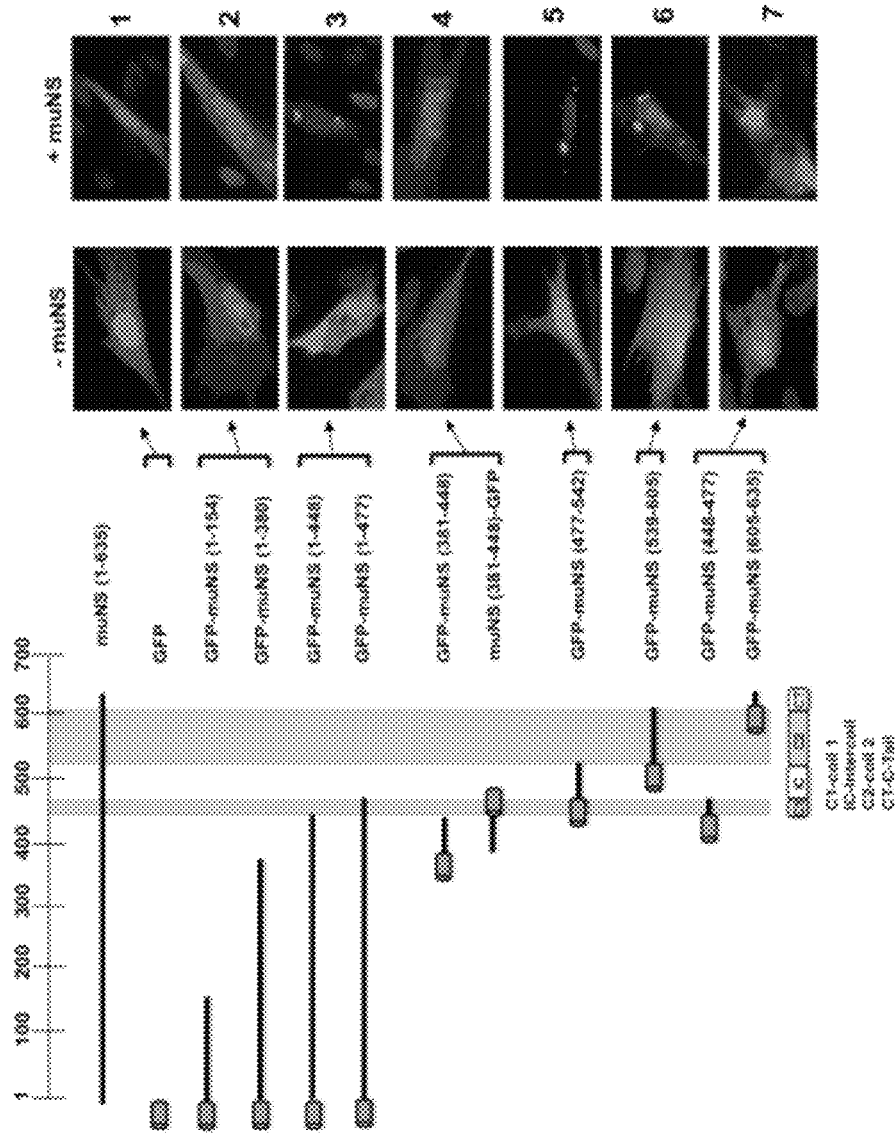 - muNS
+ muNS
1
2
3
4
5
6
7
1 100 200 300 400 500 600 700
muNS (1-635)
GFP
GFP-muNS (1-154)
GFP-muNS (1-380)
GFP-muNS (1-448)
GFP-muNS (1-477)
GFP-muNS (381-448)
muNS (381-448)-GFP
GFP-muNS (477-542)
GFP-muNS (539-605)
GFP-muNS (448-477)
GFP-muNS (605-635)
C1-coil 1
IC-Intercoil
C2-coil 2
CT-C-Tail